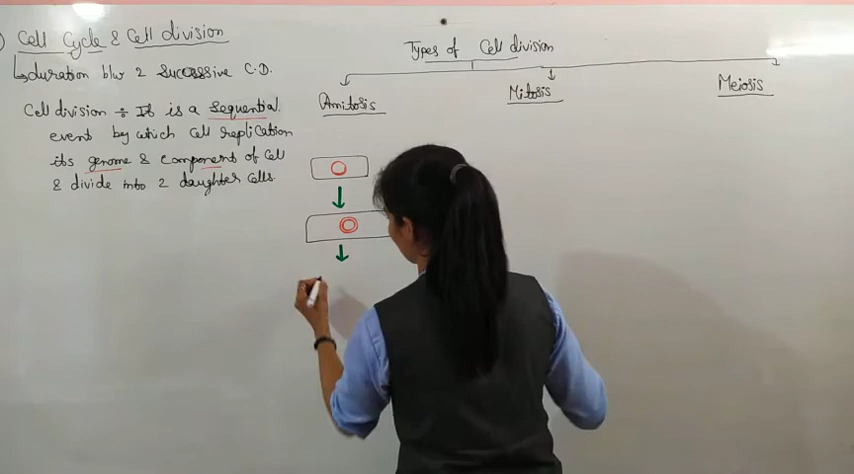 Cell Cycle & Cell division
duration b/w 2 Successive C.D.
Cell division ÷ It is a Sequential
event by which Cell replication
its genome & Component of Cell
& divide into 2 daughter Cells.
Types of Cell division
Amitosis
Mitosis
Meiosis